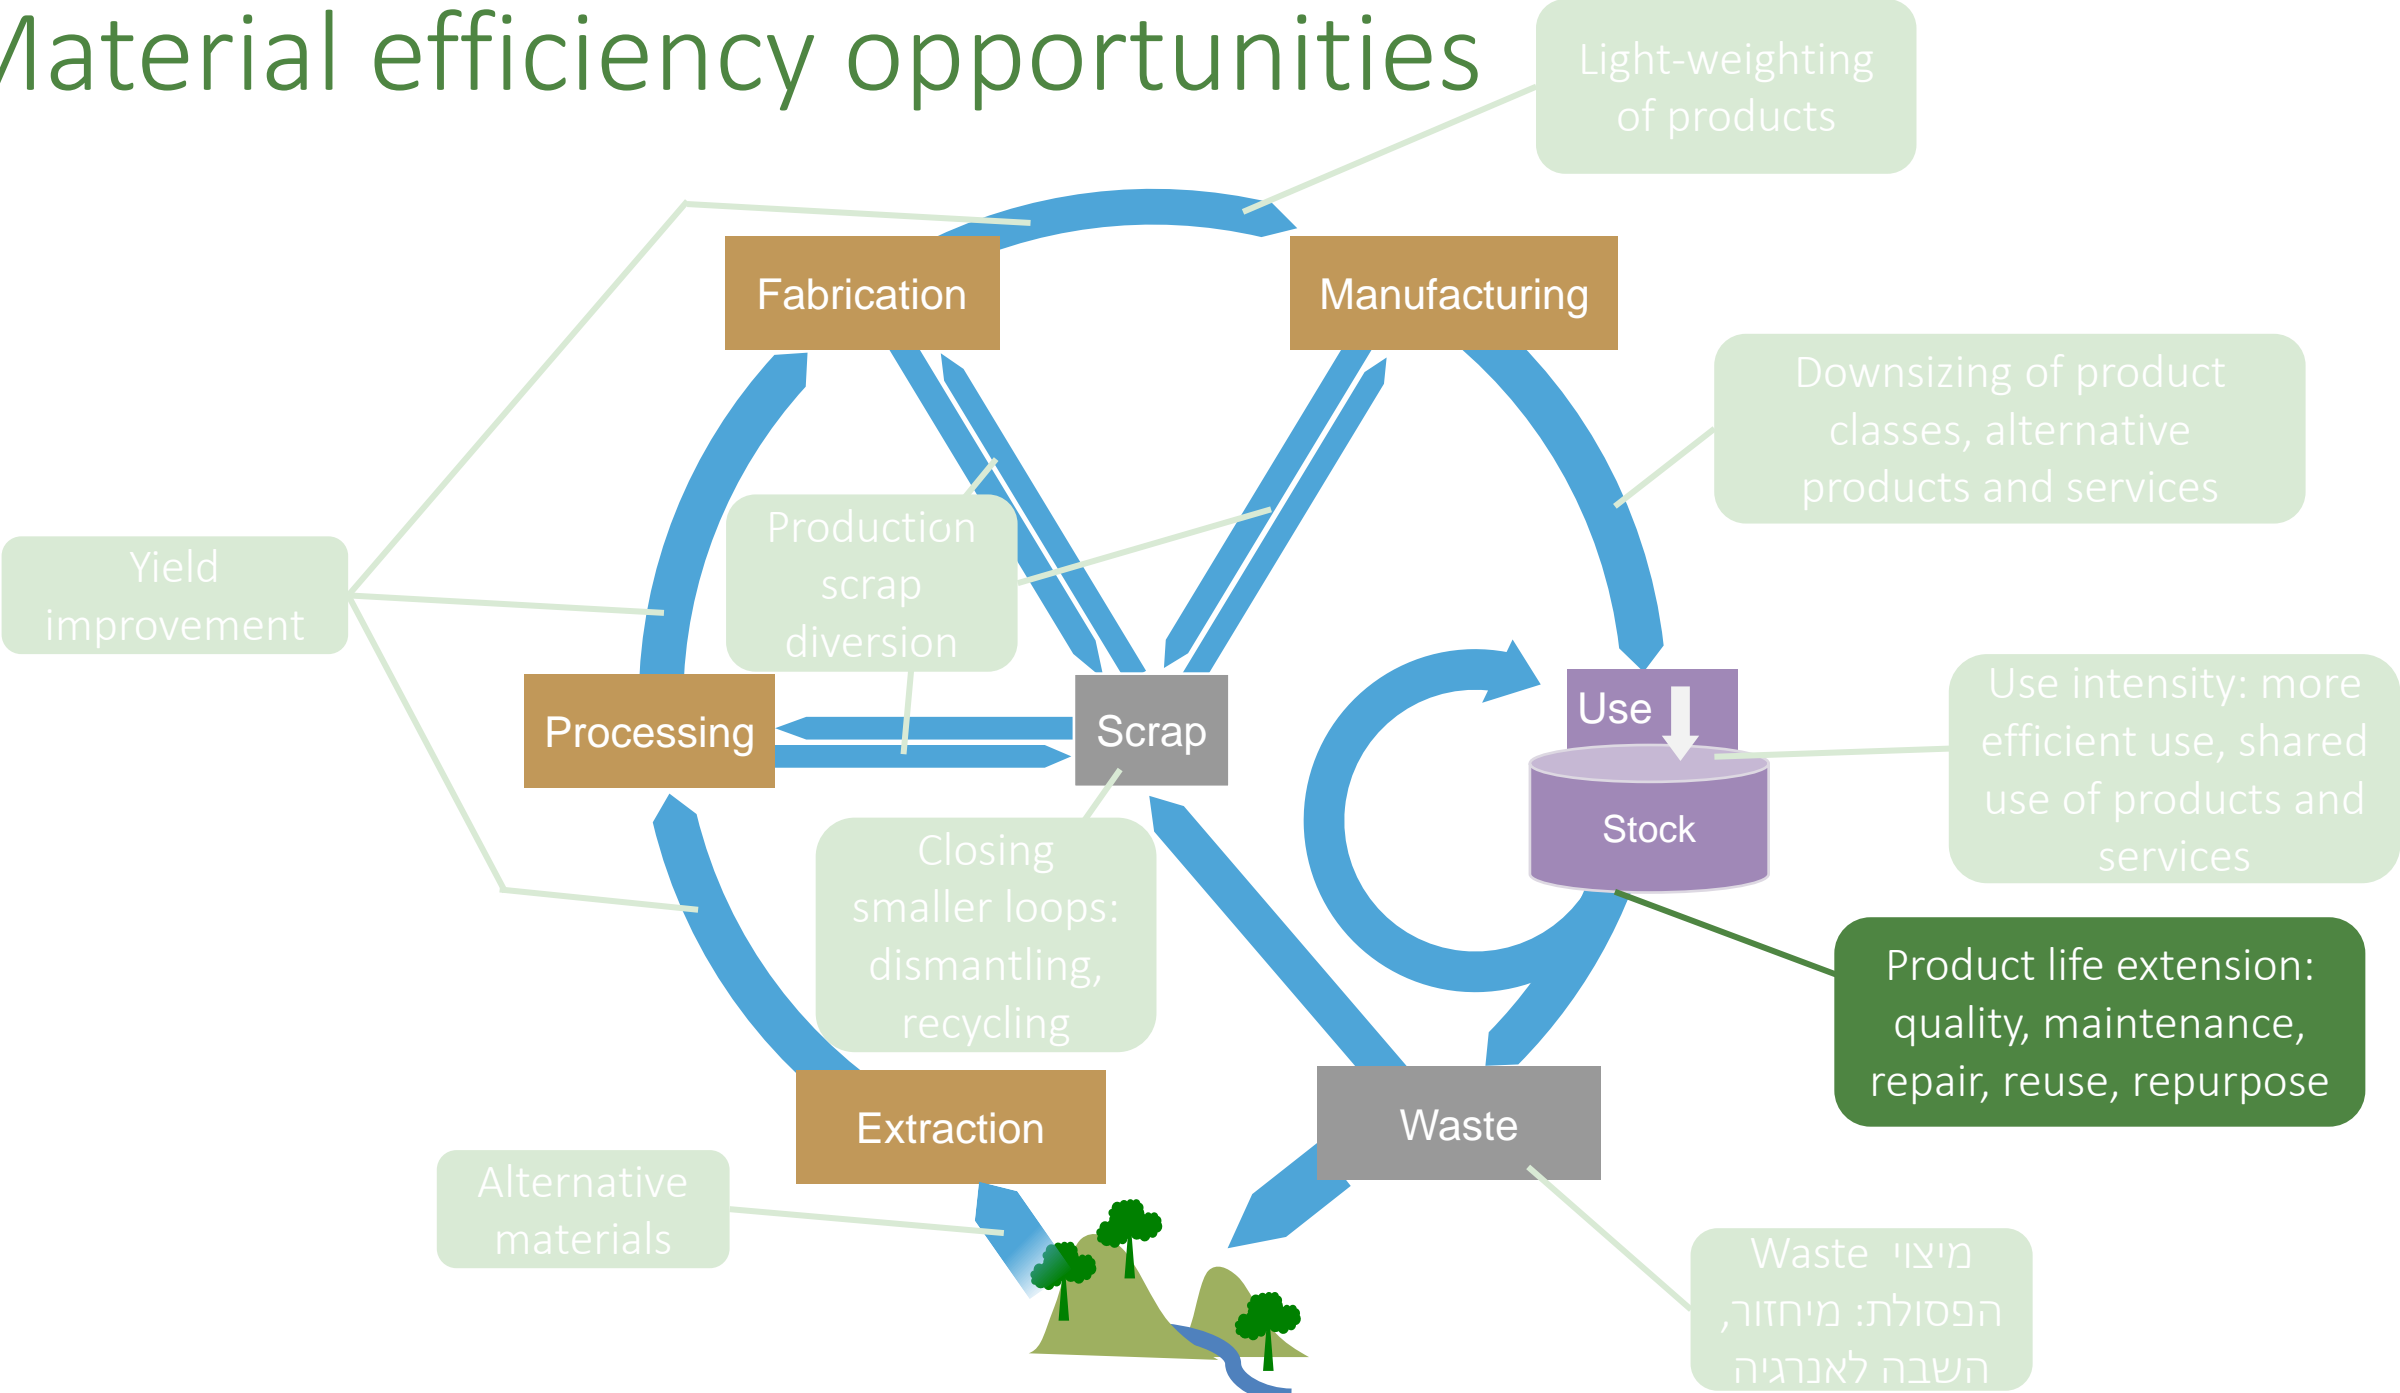 Material efficiency opportunities
Light-weighting
of products
Fabrication
Manufacturing
Downsizing of product
classes, alternative
products and services
Production
scrap
diversion
Yield
improvement
Use intensity: more
efficient use, shared
use of products and
services
Processing
Scrap
Use
Stock
Closing
smaller loops:
dismantling,
recycling
Product life extension:
quality, maintenance,
repair, reuse, repurpose
Extraction
Waste
Alternative
materials
Waste מיצוי
הפסולת: מיחזור,
השבה לאנרגיה